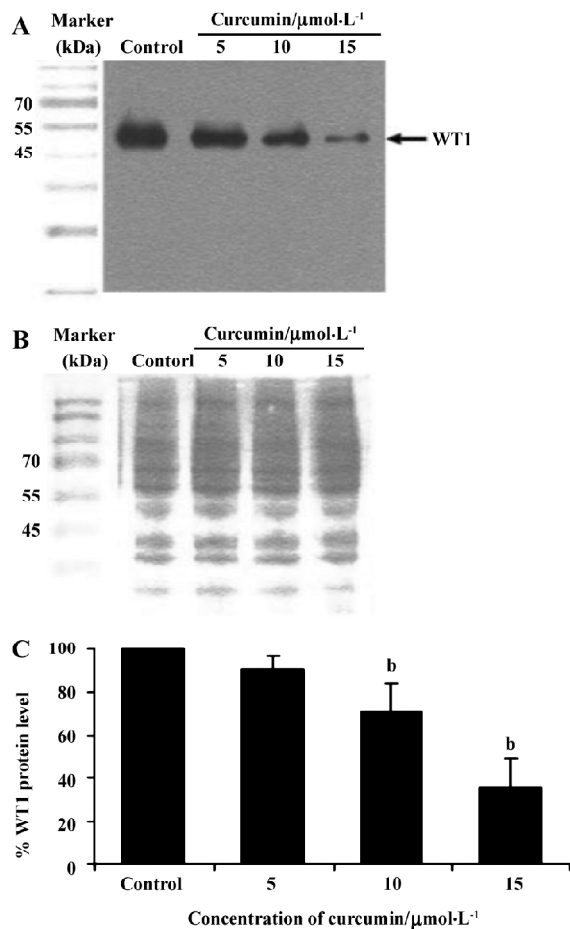 A
Marker
(kDa)
Curcumin/μmol·L-1
Control 5 10 15
70
55
45
WT1
B
Marker
(kDa)
Curcumin/μmol·L-1
Contorl 5 10 15
70
55
45
C
% WT1 protein level
100
80
60
40
20
0
b
b
Control 5 10 15
Concentration of curcumin/μmol·L-1